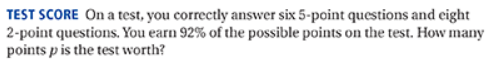 TEST SCORE On a test, you correctly answer six 5-point questions and eight
2-point questions. You earn 92% of the possible points on the test. How many
points p is the test worth?